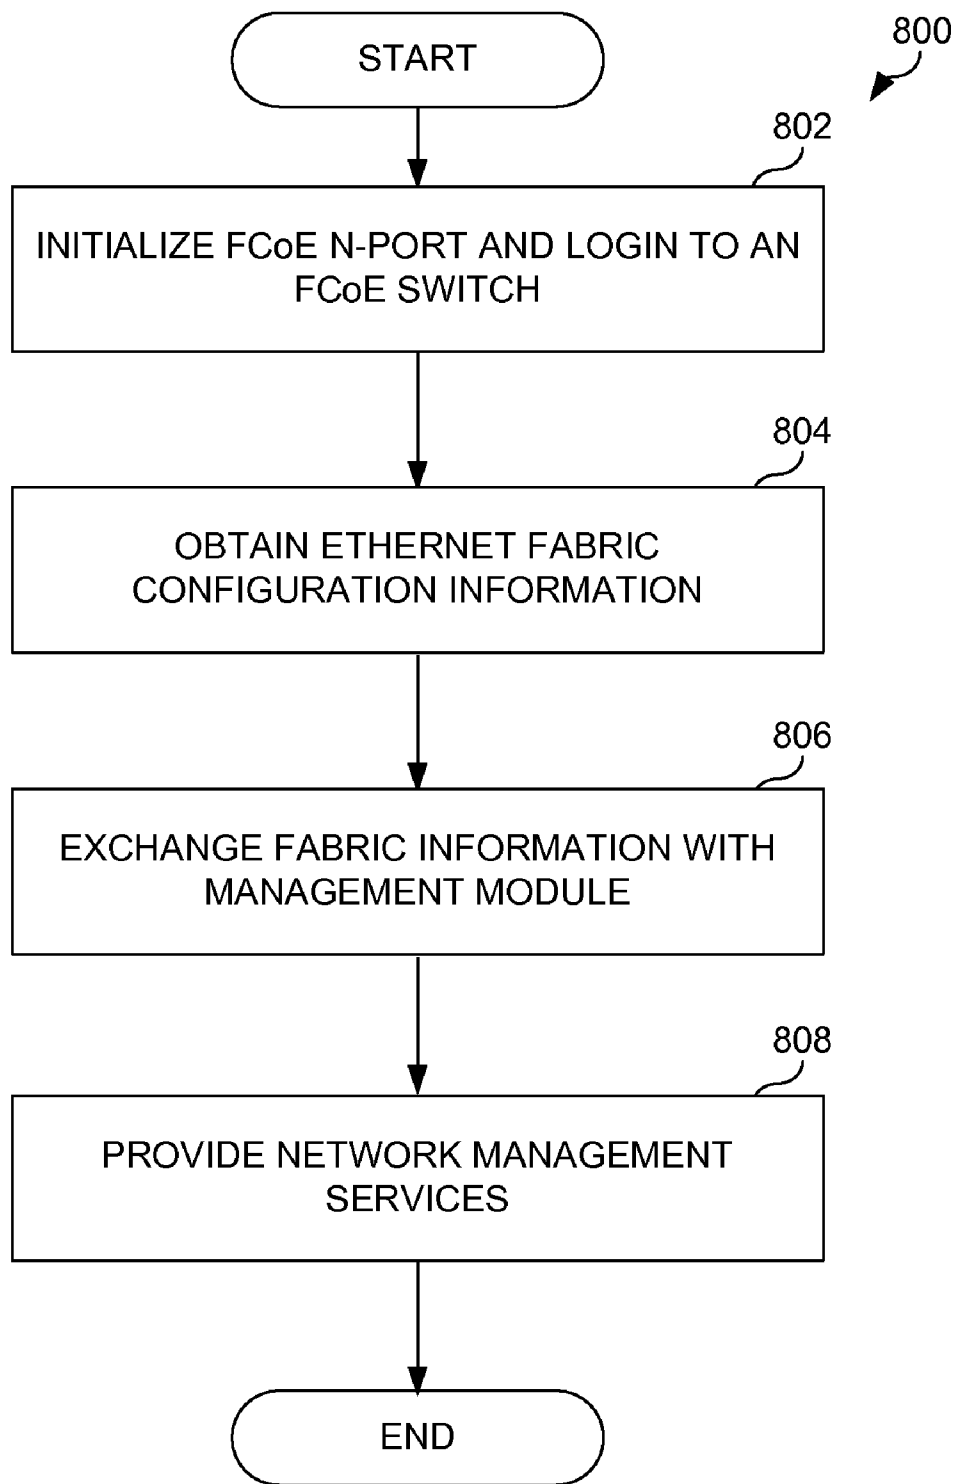 START
800
802
INITIALIZE FCoE N-PORT AND LOGIN TO AN
FCoE SWITCH
804
OBTAIN ETHERNET FABRIC
CONFIGURATION INFORMATION
806
EXCHANGE FABRIC INFORMATION WITH
MANAGEMENT MODULE
808
PROVIDE NETWORK MANAGEMENT
SERVICES
END